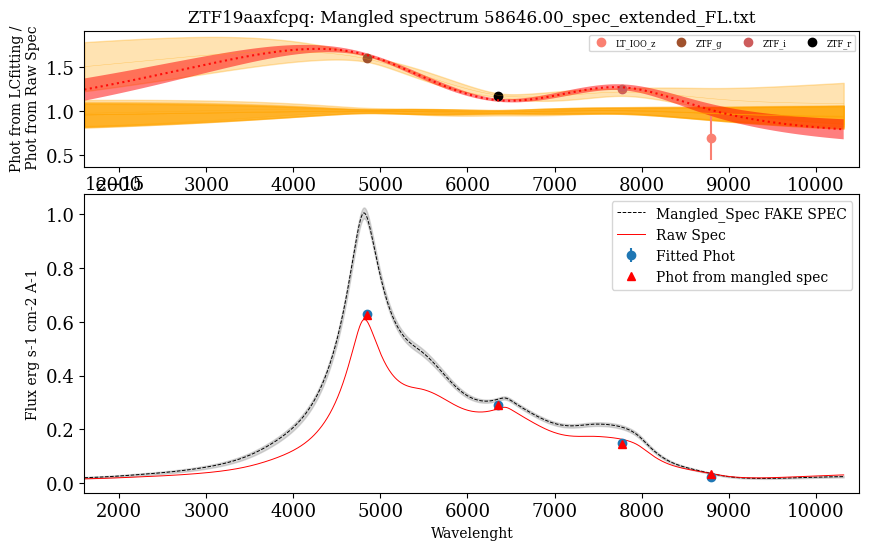 ZTF19aaxfcpq: Mangled spectrum 58646.00_spec_extended_FL.txt
Phot from LCfitting /
Phot from Raw Spec
1.5
1.0
0.5
LT_IOO_z ZTF_g ZTF_i ZTF_r
2000 3000 4000 5000 6000 7000 8000 9000 10000
1e−15
Flux erg s-1 cm-2 A-1
1.0
0.8
0.6
0.4
0.2
0.0
Mangled_Spec FAKE SPEC
Raw Spec
Fitted Phot
Phot from mangled spec
2000 3000 4000 5000 6000 7000 8000 9000 10000
Wavelenght